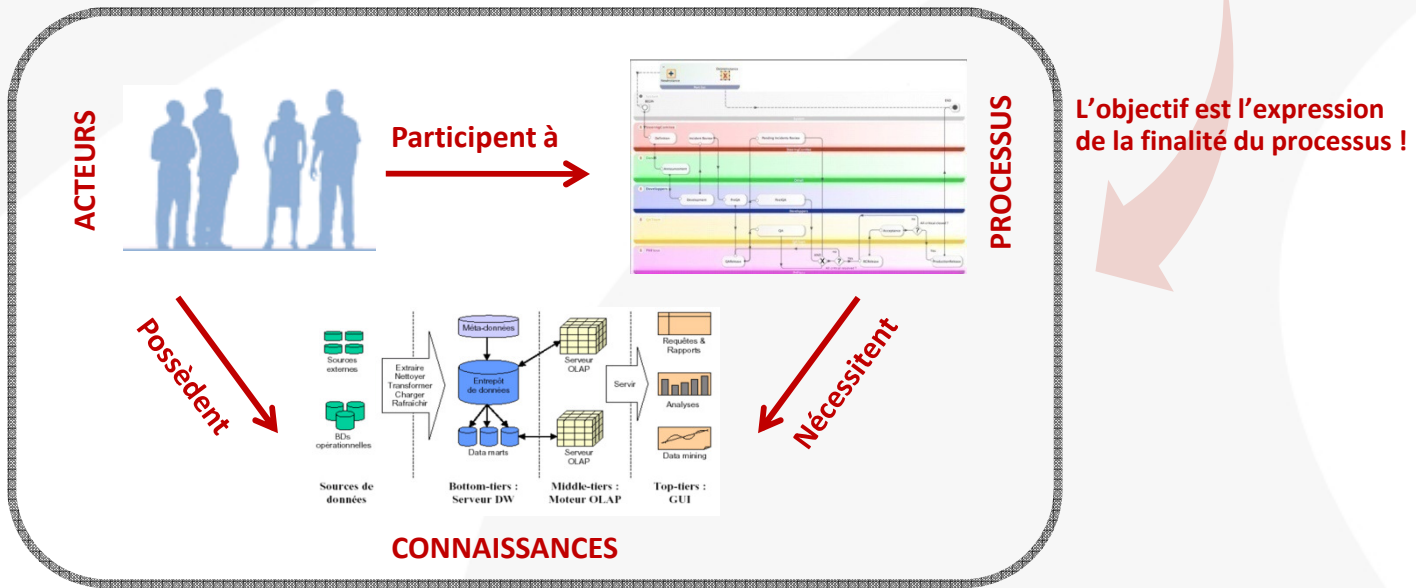 ACTEURS
Participent à
PROCESSUS
L'objectif est l'expression
de la finalité du processus !
Possèdent
Nécessitent
Sources
externes
BDs
opérationnelles
Extraire
Nettoyer
Transformer
Charger
Rafraîchir
Méta-données
Entrepôt
de données
Data marts
Serveur
OLAP
Serveur
OLAP
Servir
Requêtes &
Rapports
Analyses
Data mining
Sources de
données
Bottom-tiers :
Serveur DW
Middle-tiers :
Moteur OLAP
Top-tiers :
GUI
CONNAISSANCES